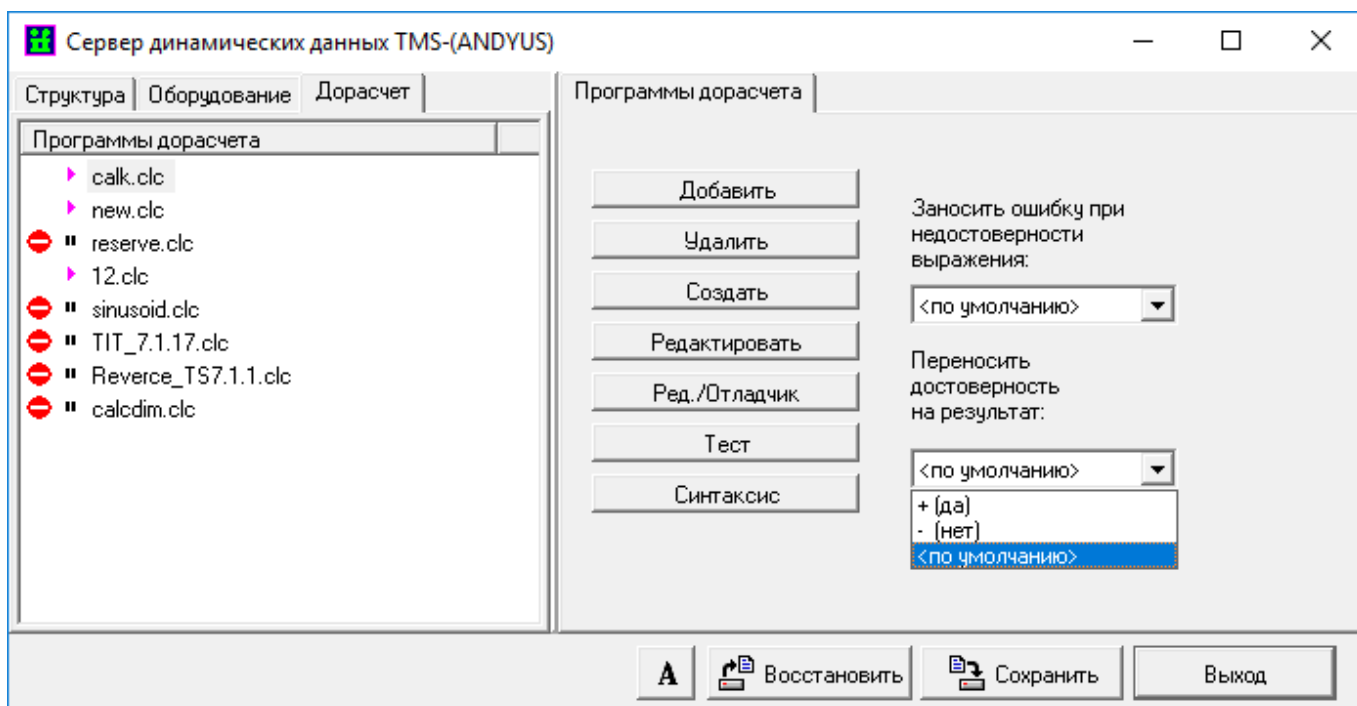 Сервер динамических данных TMS-(ANDYUS)
Структура Оборудование Дорасчет
Программы дорасчета
calk.clc
new.clc
reserve.clc
12.clc
sinusoid.clc
TIT_7.1.17.clc
Reverce_TS7.1.1.clc
calcdim.clc
Программы дорасчета
Добавить
Удалить
Создать
Редактировать
Ред./Отладчик
Тест
Синтаксис
Заносить ошибку при
недостоверности
выражения:
<по умолчанию>
Переносить
достоверность
на результат:
<по умолчанию>
+ (да)
- (нет)
<по умолчанию>
A Восстановить Сохранить Выход